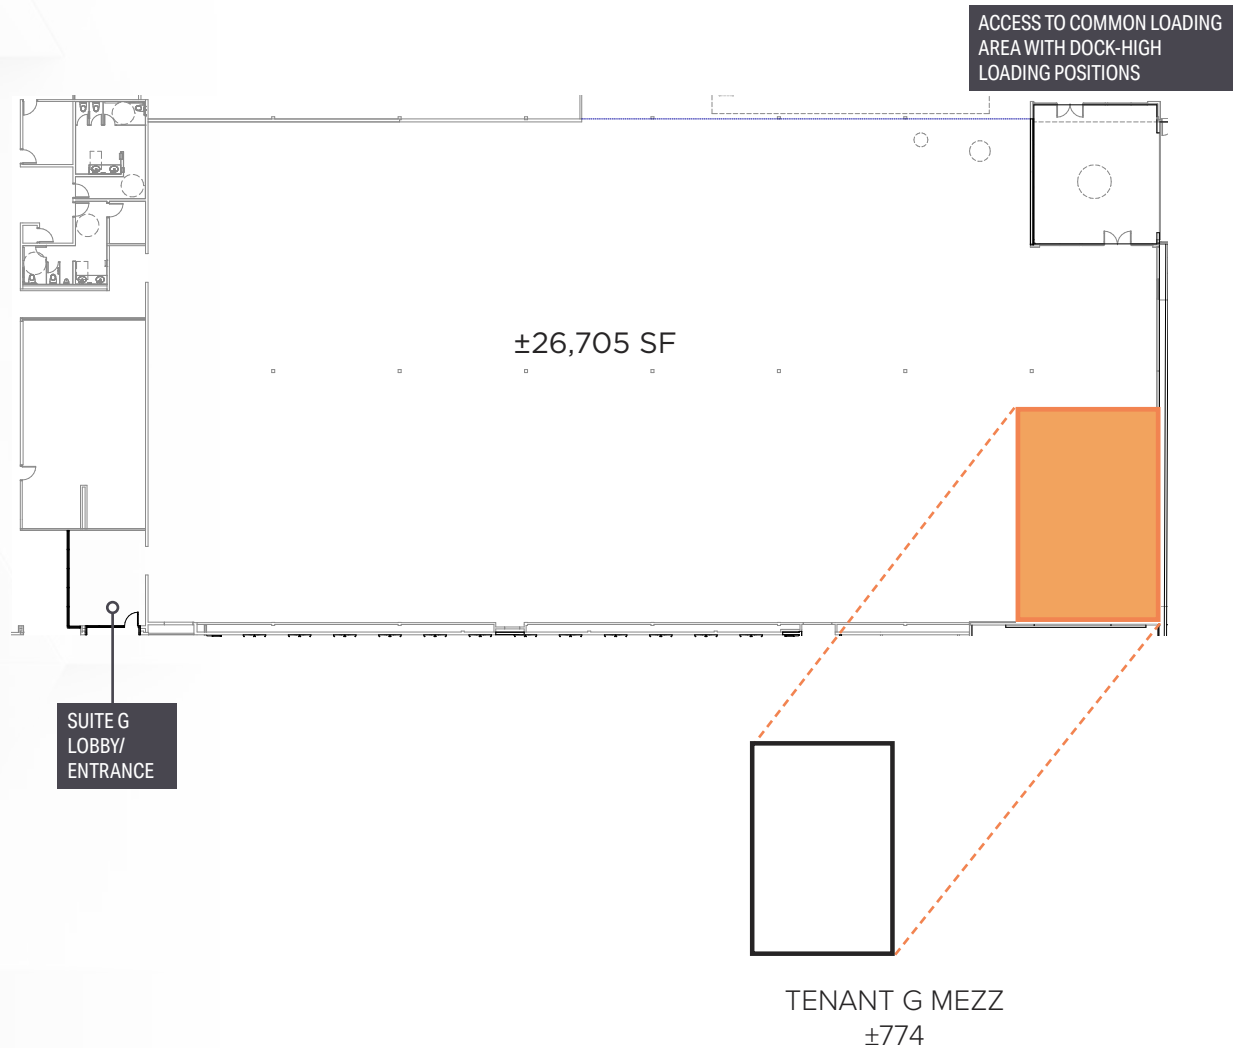 ACCESS TO COMMON LOADING
AREA WITH DOCK-HIGH
LOADING POSITIONS
±26,705 SF
SUITE G
LOBBY/
ENTRANCE
TENANT G MEZZ
±774